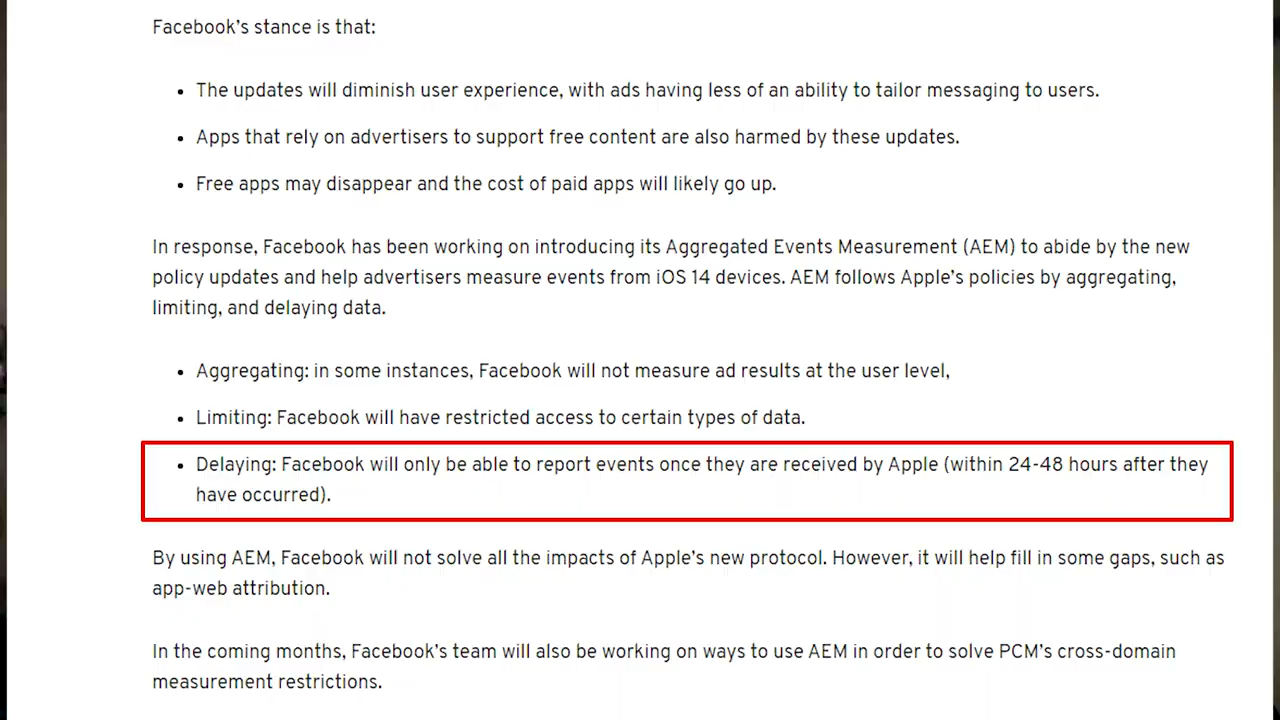 Facebook's stance is that:
• The updates will diminish user experience, with ads having less of an ability to tailor messaging to users.
• Apps that rely on advertisers to support free content are also harmed by these updates.
• Free apps may disappear and the cost of paid apps will likely go up.
In response, Facebook has been working on introducing its Aggregated Events Measurement (AEM) to abide by the new
policy updates and help advertisers measure events from iOS 14 devices. AEM follows Apple's policies by aggregating,
limiting, and delaying data.
• Aggregating: in some instances, Facebook will not measure ad results at the user level,
• Limiting: Facebook will have restricted access to certain types of data.
• Delaying: Facebook will only be able to report events once they are received by Apple (within 24-48 hours after they
have occurred).
By using AEM, Facebook will not solve all the impacts of Apple's new protocol. However, it will help fill in some gaps, such as
app-web attribution.
In the coming months, Facebook's team will also be working on ways to use AEM in order to solve PCM's cross-domain
measurement restrictions.